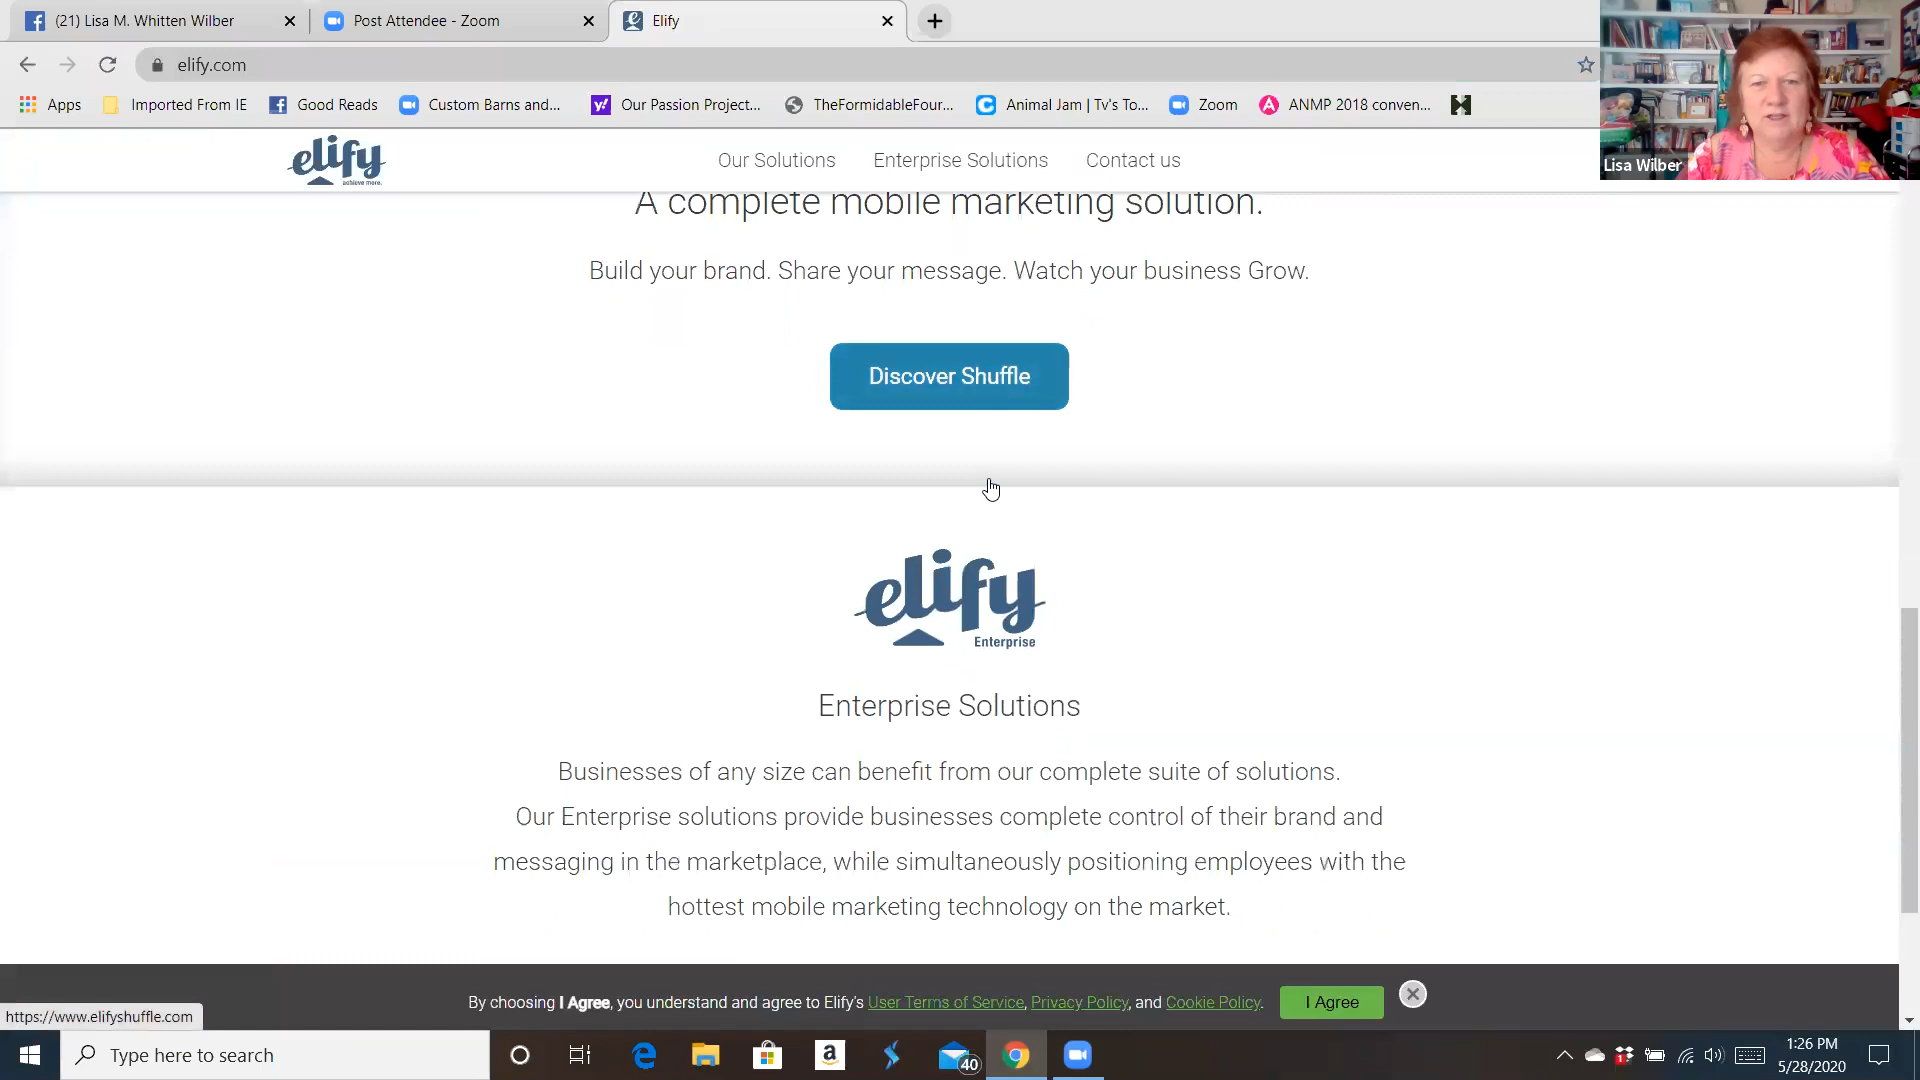 (21) Lisa M. Whitten Wilber
Post Attendee - Zoom
Elify
elify.com
Apps
Imported From IE
Good Reads
Custom Barns and...
Our Passion Project...
TheFormidableFour...
Animal Jam | Tv's To...
Zoom
ANMP 2018 conven...
Lisa Wilber
elify
achieve more.
Our Solutions
Enterprise Solutions
Contact us
A complete mobile marketing solution.
Build your brand. Share your message. Watch your business Grow.
Discover Shuffle
elify
Enterprise
Enterprise Solutions
Businesses of any size can benefit from our complete suite of solutions.
Our Enterprise solutions provide businesses complete control of their brand and
messaging in the marketplace, while simultaneously positioning employees with the
hottest mobile marketing technology on the market.
By choosing I Agree, you understand and agree to Elify's User Terms of Service, Privacy Policy, and Cookie Policy.
I Agree
https://www.elifyshuffle.com
Type here to search
40
1
1:26 PM
5/28/2020